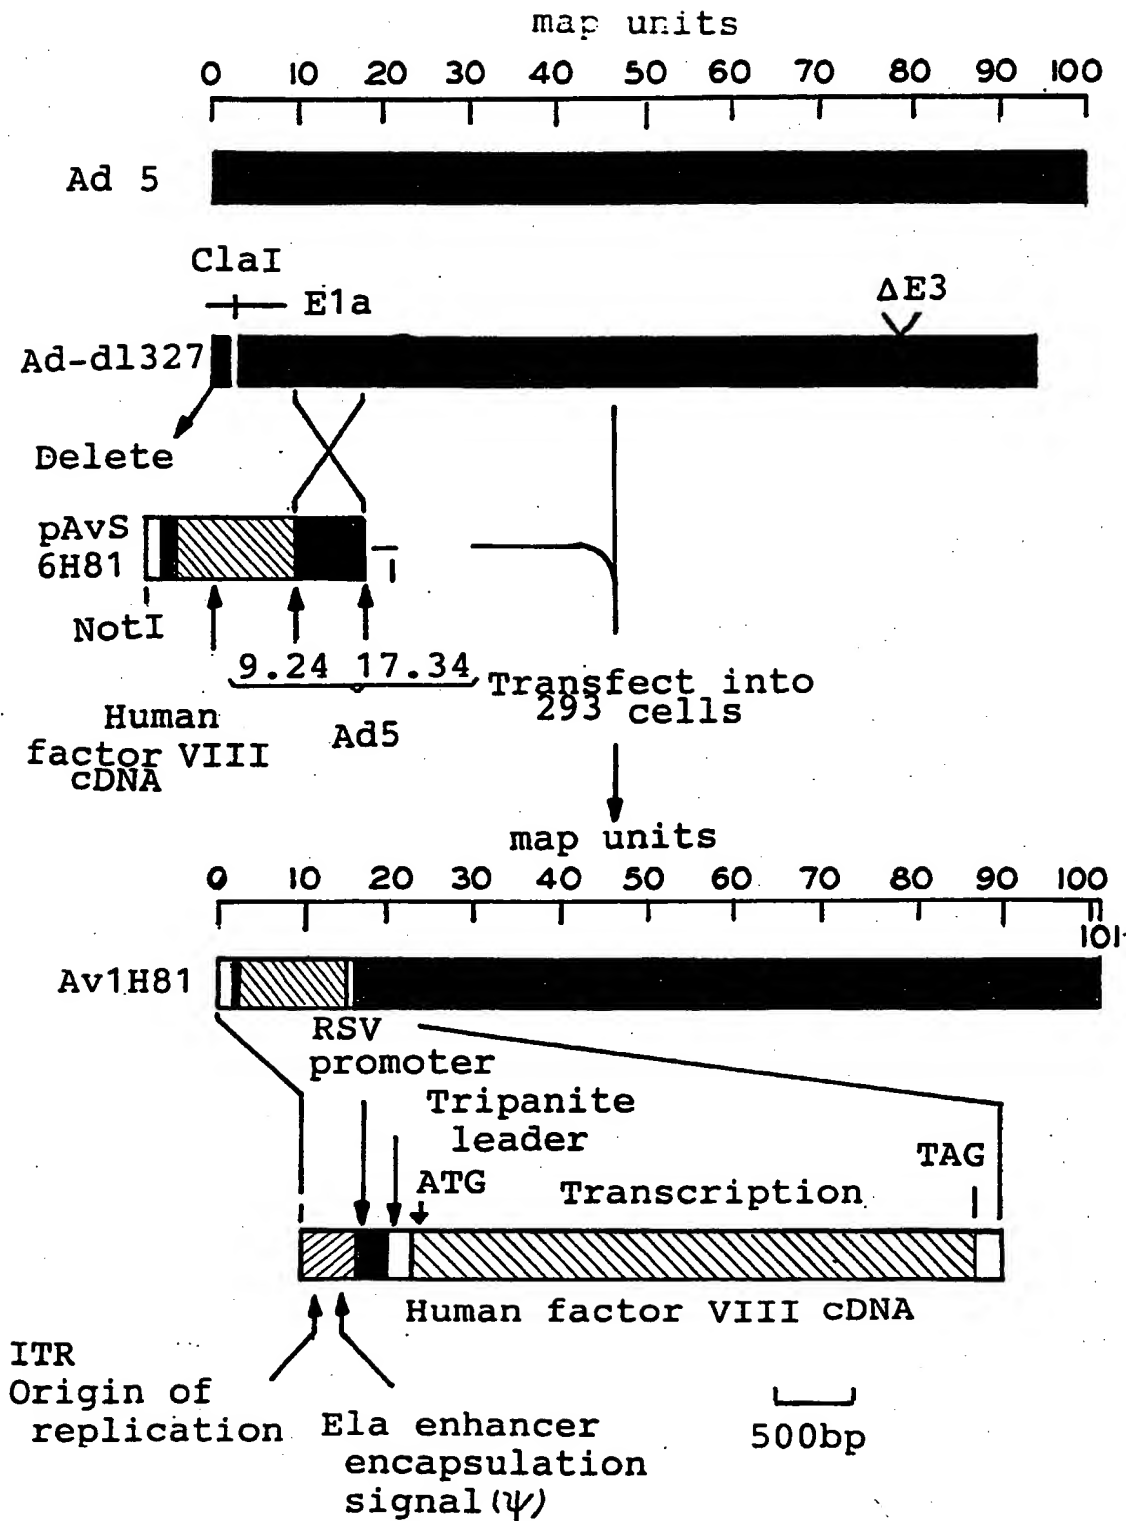 map units
0 10 20 30 40 50 60 70 80 90 100
Ad 5
ClaI
E1a
ΔE3
Ad-dl327
Delete
pAvS
6H81
NotI
9.24 17.34
Human
factor VIII
cDNA
Ad5
Transfect into
293 cells
map units
0 10 20 30 40 50 60 70 80 90 100
101
Av1H81
RSV
promoter
Tripanite
leader
ATG
Transcription
TAG
Human factor VIII cDNA
ITR
Origin of
replication
Ela enhancer
encapsulation
signal (ψ)
500bp